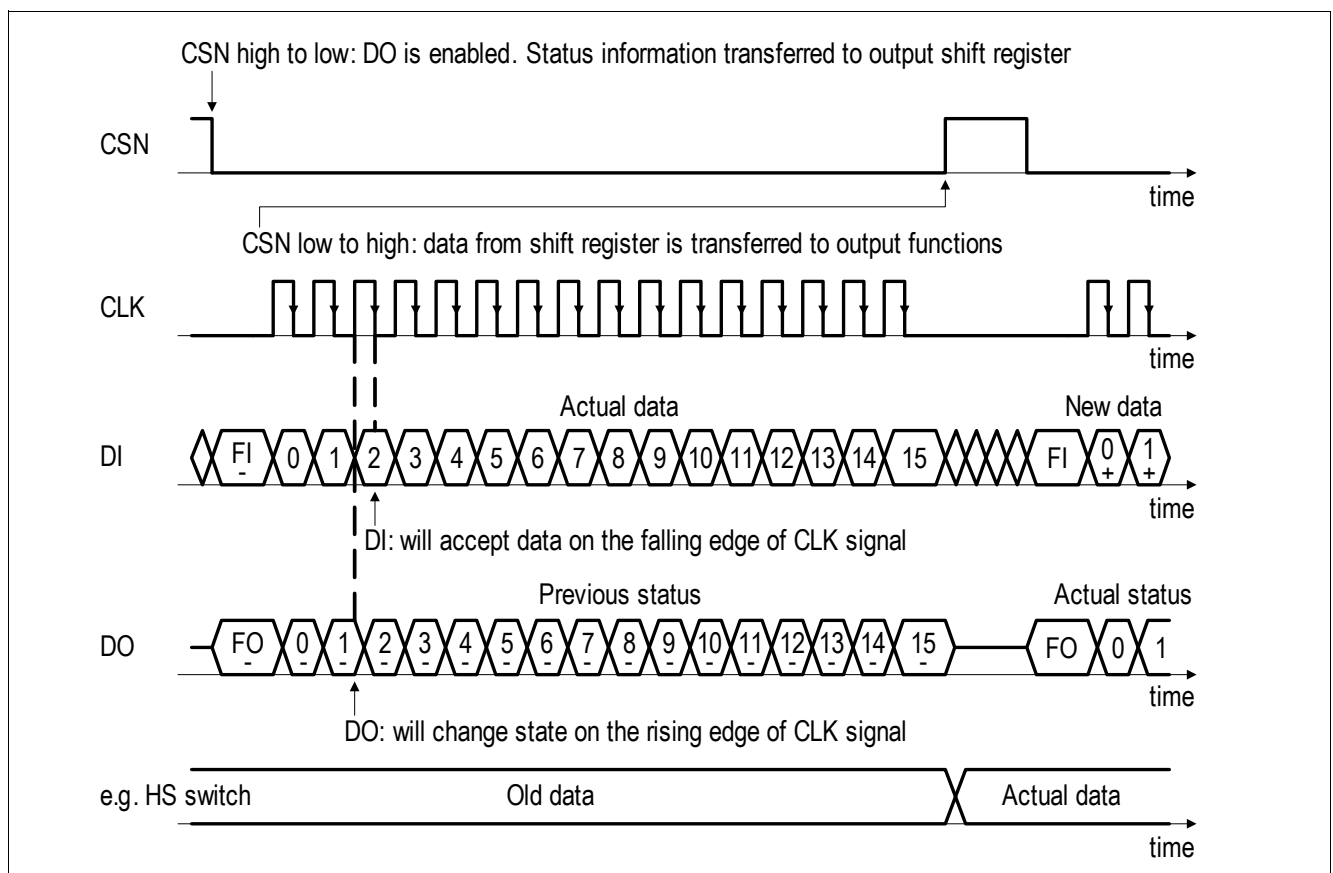 CSN high to low: DO is enabled. Status information transferred to output shift register
CSN
time
CSN low to high: data from shift register is transferred to output functions
CLK
time
Actual data New data
DI FI - 0 1 2 3 4 5 6 7 8 9 10 11 12 13 14 15 FI 0 + 1 +
time
DI: will accept data on the falling edge of CLK signal
Previous status Actual status
DO FO - 0 - 1 - 2 - 3 - 4 - 5 - 6 - 7 - 8 - 9 - 10 - 11 - 12 - 13 - 14 - 15 - FO 0 1
time
DO: will change state on the rising edge of CLK signal
e.g. HS switch Old data Actual data
time